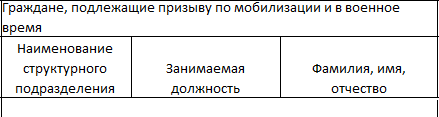 Граждане, подлежащие призыву по мобилизации и в военное
время
Наименование
структурного
подразделения
Занимаемая
должность
Фамилия, имя,
отчество